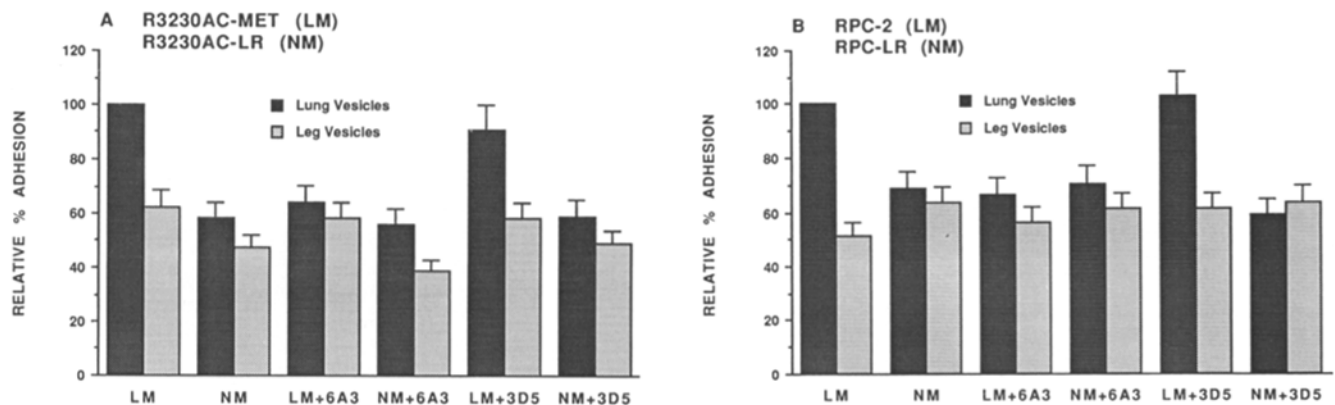 A R3230AC-MET (LM)
R3230AC-LR (NM)
RELATIVE % ADHESION
120
100
80
60
40
20
0
Lung Vesicles
Leg Vesicles
LM NM LM+6A3 NM+6A3 LM+3D5 NM+3D5
B RPC-2 (LM)
RPC-LR (NM)
RELATIVE % ADHESION
120
100
80
60
40
20
0
Lung Vesicles
Leg Vesicles
LM NM LM+6A3 NM+6A3 LM+3D5 NM+3D5